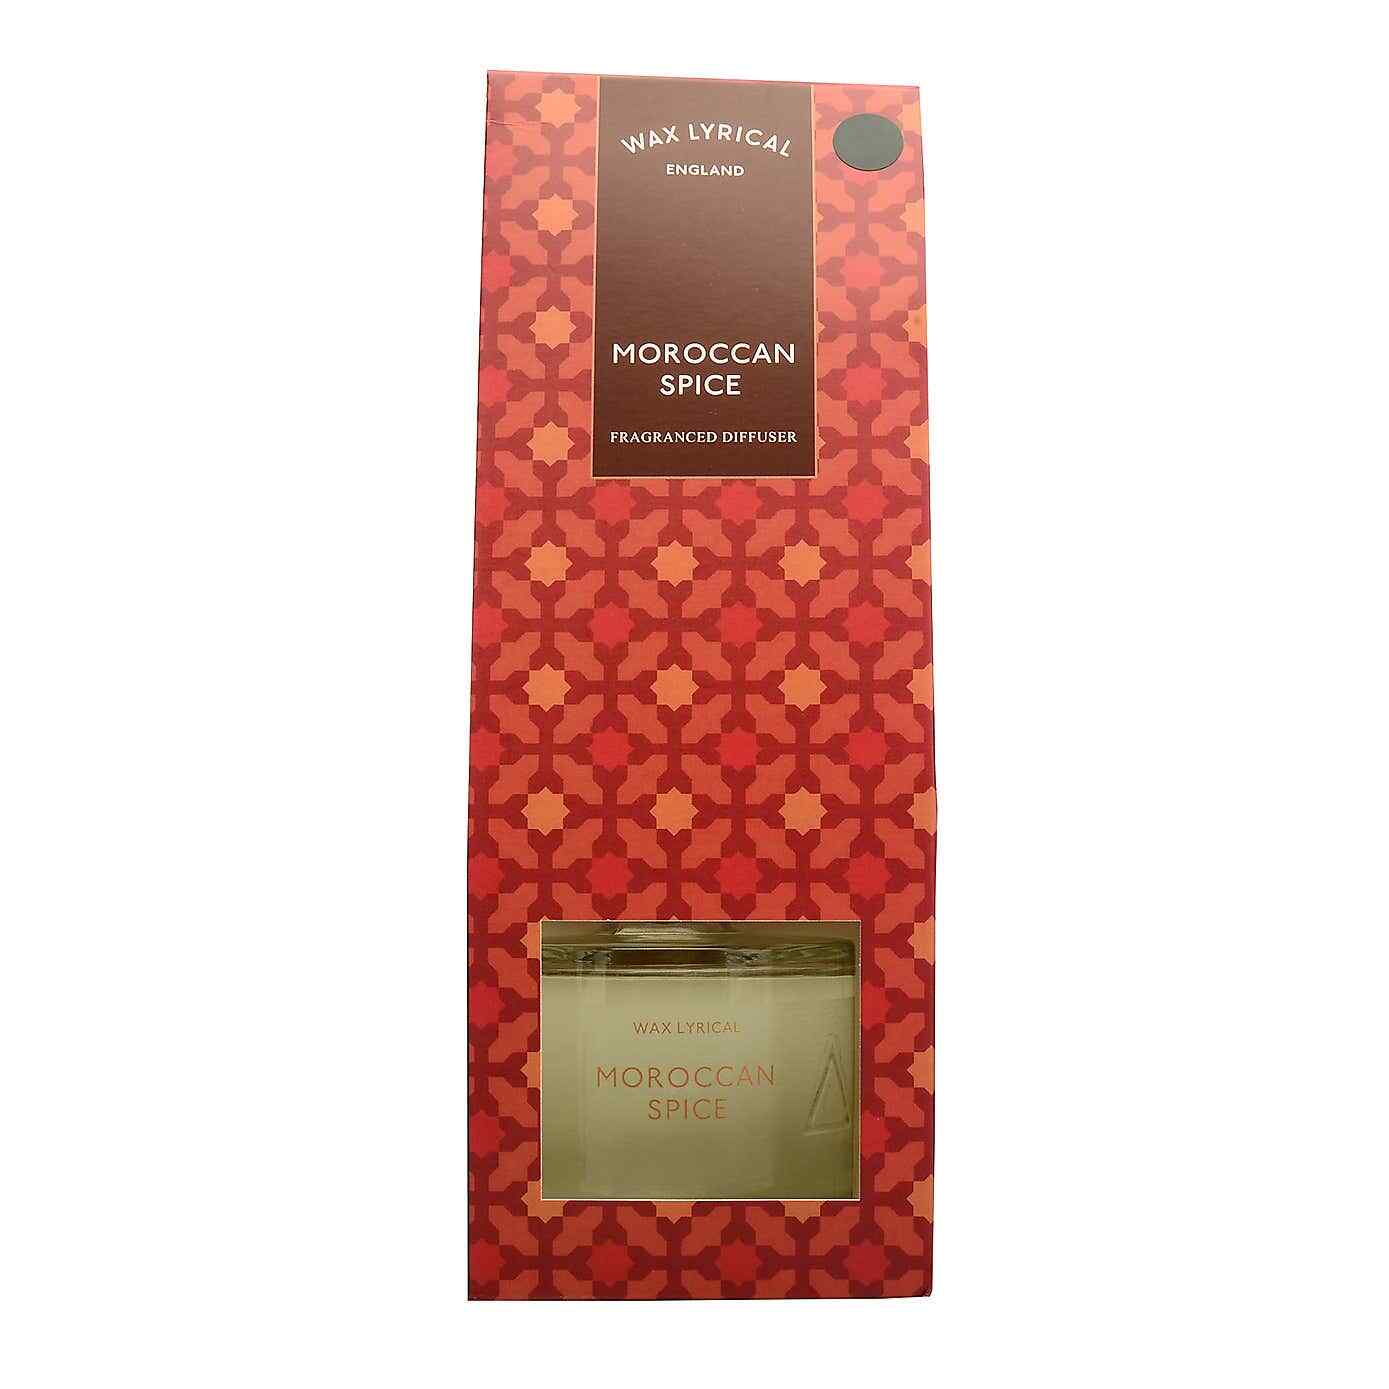 WAX LYRICAL
ENGLAND
MOROCCAN
SPICE
FRAGRANCED DIFFUSER
WAX LYRICAL
MOROCCAN
SPICE